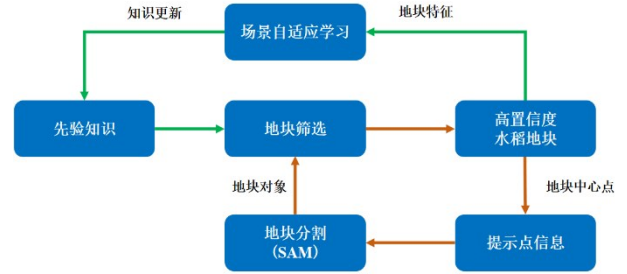 知识更新
场景自适应学习
地块特征
先验知识
地块筛选
高置信度
水稻地块
地块对象
地块中心点
地块分割
(SAM)
提示点信息